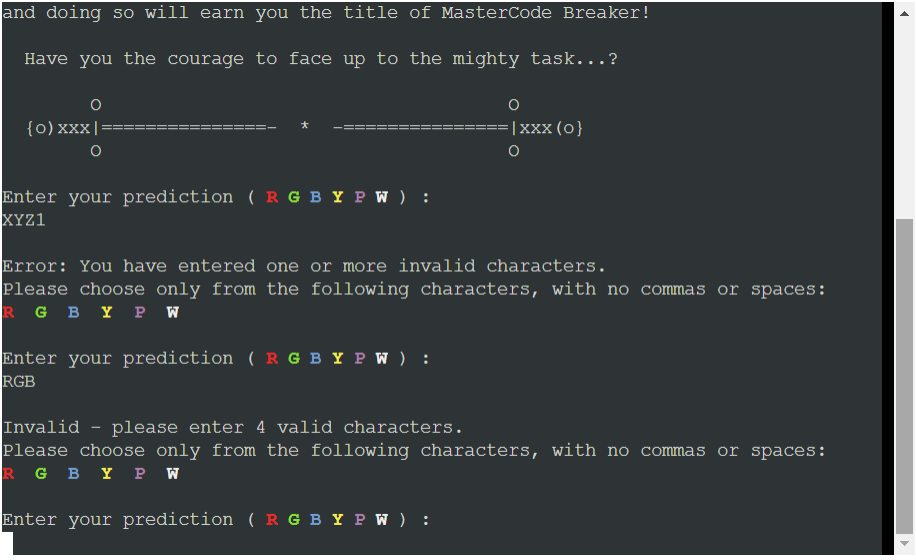 and doing so will earn you the title of MasterCode Breaker!
Have you the courage to face up to the mighty task...?
O O
{o)xxx|===============- * -===============|xxx(o}
O O
Enter your prediction ( R G B Y P W ) :
XYZ1
Error: You have entered one or more invalid characters.
Please choose only from the following characters, with no commas or spaces:
R G B Y P W
Enter your prediction ( R G B Y P W ) :
RGB
Invalid - please enter 4 valid characters.
Please choose only from the following characters, with no commas or spaces:
R G B Y P W
Enter your prediction ( R G B Y P W ) :